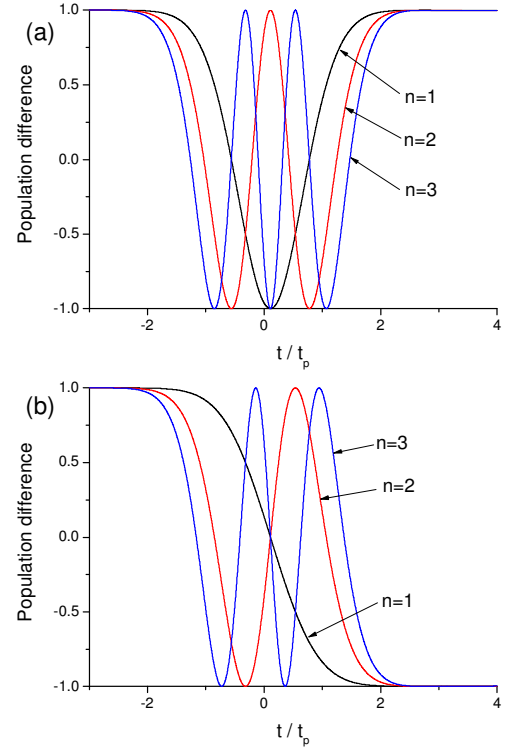 (a)
1.0
0.5
0.0
-0.5
-1.0
Population difference
n=1
n=2
n=3
-2
0
2
4
t / tp
(b)
1.0
0.5
0.0
-0.5
-1.0
Population difference
n=3
n=2
n=1
-2
0
2
4
t / tp